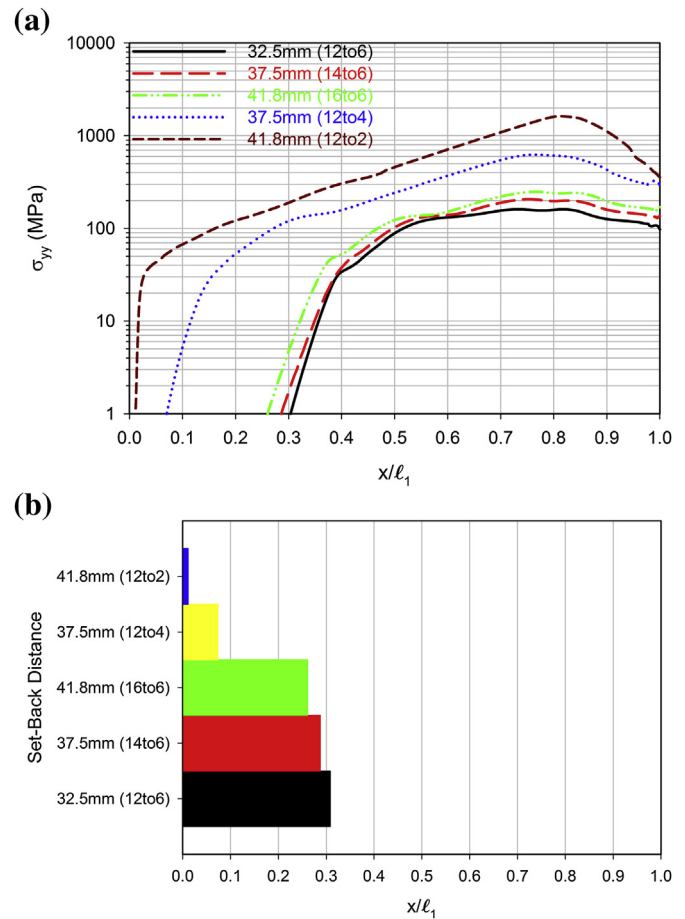 (a)
10000
1000
100
10
1
σyy (MPa)
32.5mm (12to6)
37.5mm (14to6)
41.8mm (16to6)
37.5mm (12to4)
41.8mm (12to2)
0.0 0.1 0.2 0.3 0.4 0.5 0.6 0.7 0.8 0.9 1.0
x/ℓ1
(b)
Set-Back Distance
41.8mm (12to2)
37.5mm (12to4)
41.8mm (16to6)
37.5mm (14to6)
32.5mm (12to6)
0.0 0.1 0.2 0.3 0.4 0.5 0.6 0.7 0.8 0.9 1.0
x/ℓ1